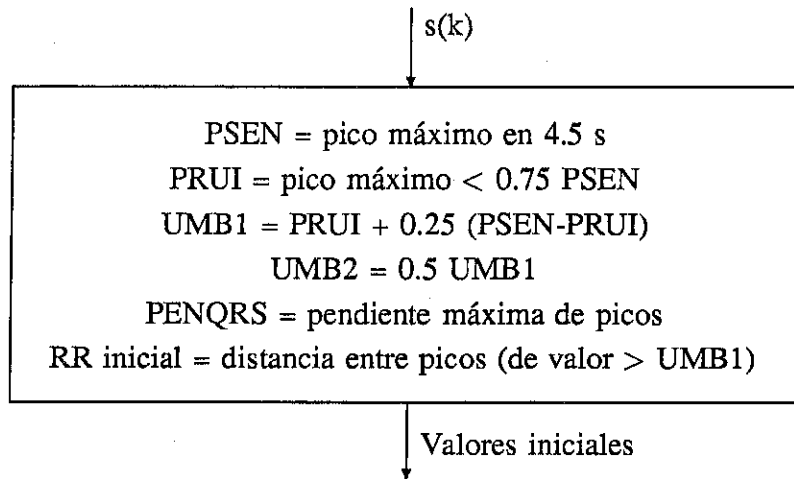 s(k)
PSEN = pico máximo en 4.5 s
PRUI = pico máximo < 0.75 PSEN
UMB1 = PRUI + 0.25 (PSEN-PRUI)
UMB2 = 0.5 UMB1
PENQRS = pendiente máxima de picos
RR inicial = distancia entre picos (de valor > UMB1)
Valores iniciales